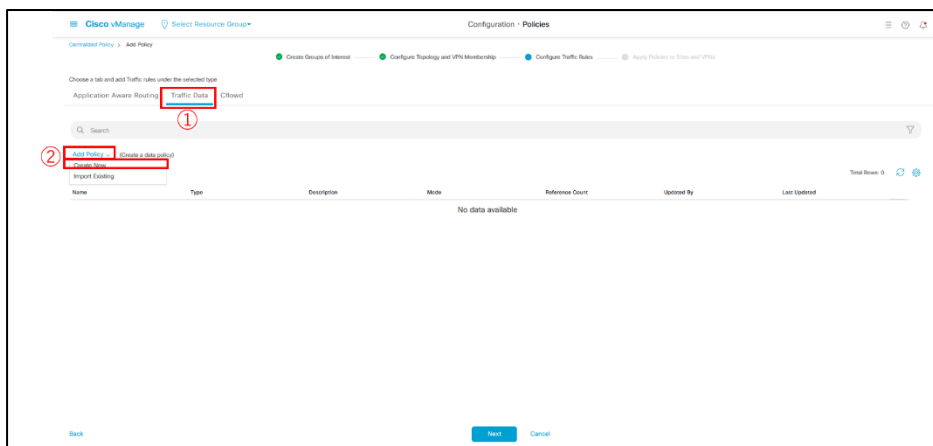 Cisco vManage Select Resource Group▾ Configuration · Policies
Centralized Policy > Add Policy
Create Groups of Interest Configure Topology and VPN Membership Configure Traffic Rules Apply Policies to Sites and VPNs
Choose a tab and add Traffic rules under the selected type
Application Aware Routing Traffic Data Cflowd
①
Search
② Add Policy (Create a data policy)
Create New
Import Existing
Total Rows: 0
Name Type Description Mode Reference Count Updated By Last Updated
No data available
Back Next Cancel